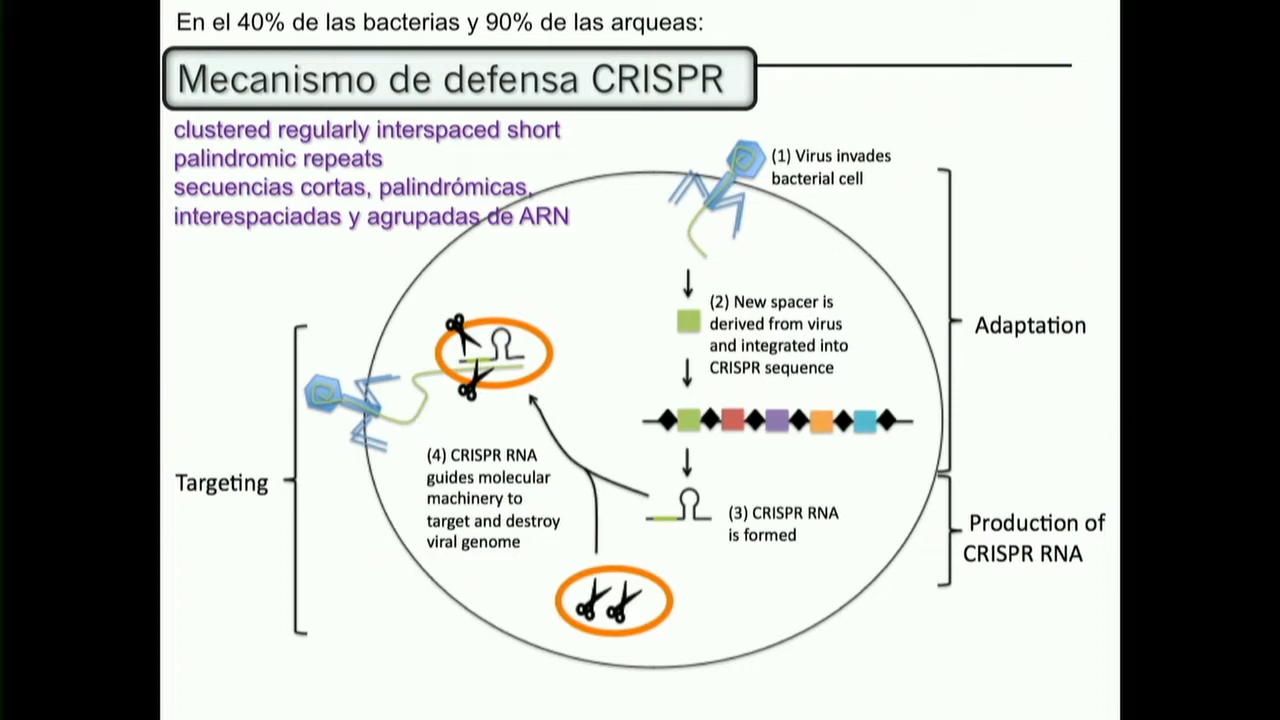 En el 40% de las bacterias y 90% de las arqueas:
Mecanismo de defensa CRISPR
clustered regularly interspaced short
palindromic repeats
secuencias cortas, palindrómicas,
interespaciadas y agrupadas de ARN
(1) Virus invades
bacterial cell
(2) New spacer is
derived from virus
and integrated into
CRISPR sequence
Adaptation
(3) CRISPR RNA
is formed
Production of
CRISPR RNA
(4) CRISPR RNA
guides molecular
machinery to
target and destroy
viral genome
Targeting